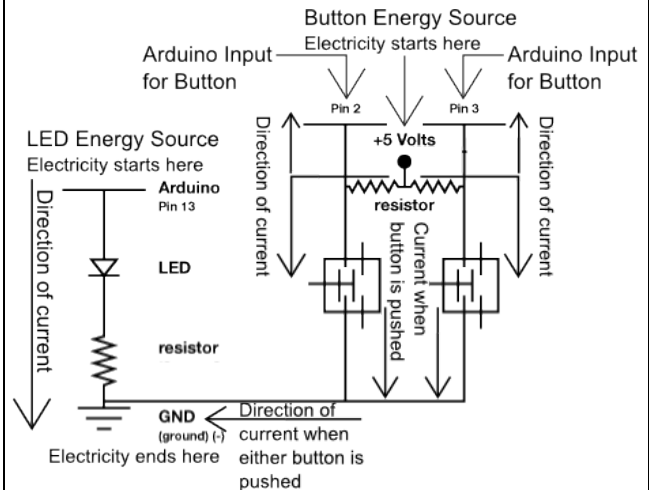 Button Energy Source
Electricity starts here
Arduino Input
for Button
Arduino Input
for Button
Pin 2
Pin 3
+5 Volts
resistor
Direction of current
Direction of current
Current when
button is pushed
LED Energy Source
Electricity starts here
Arduino
Pin 13
Direction of current
LED
resistor
GND
(ground) (-)
Electricity ends here
Direction of
current when
either button is
pushed